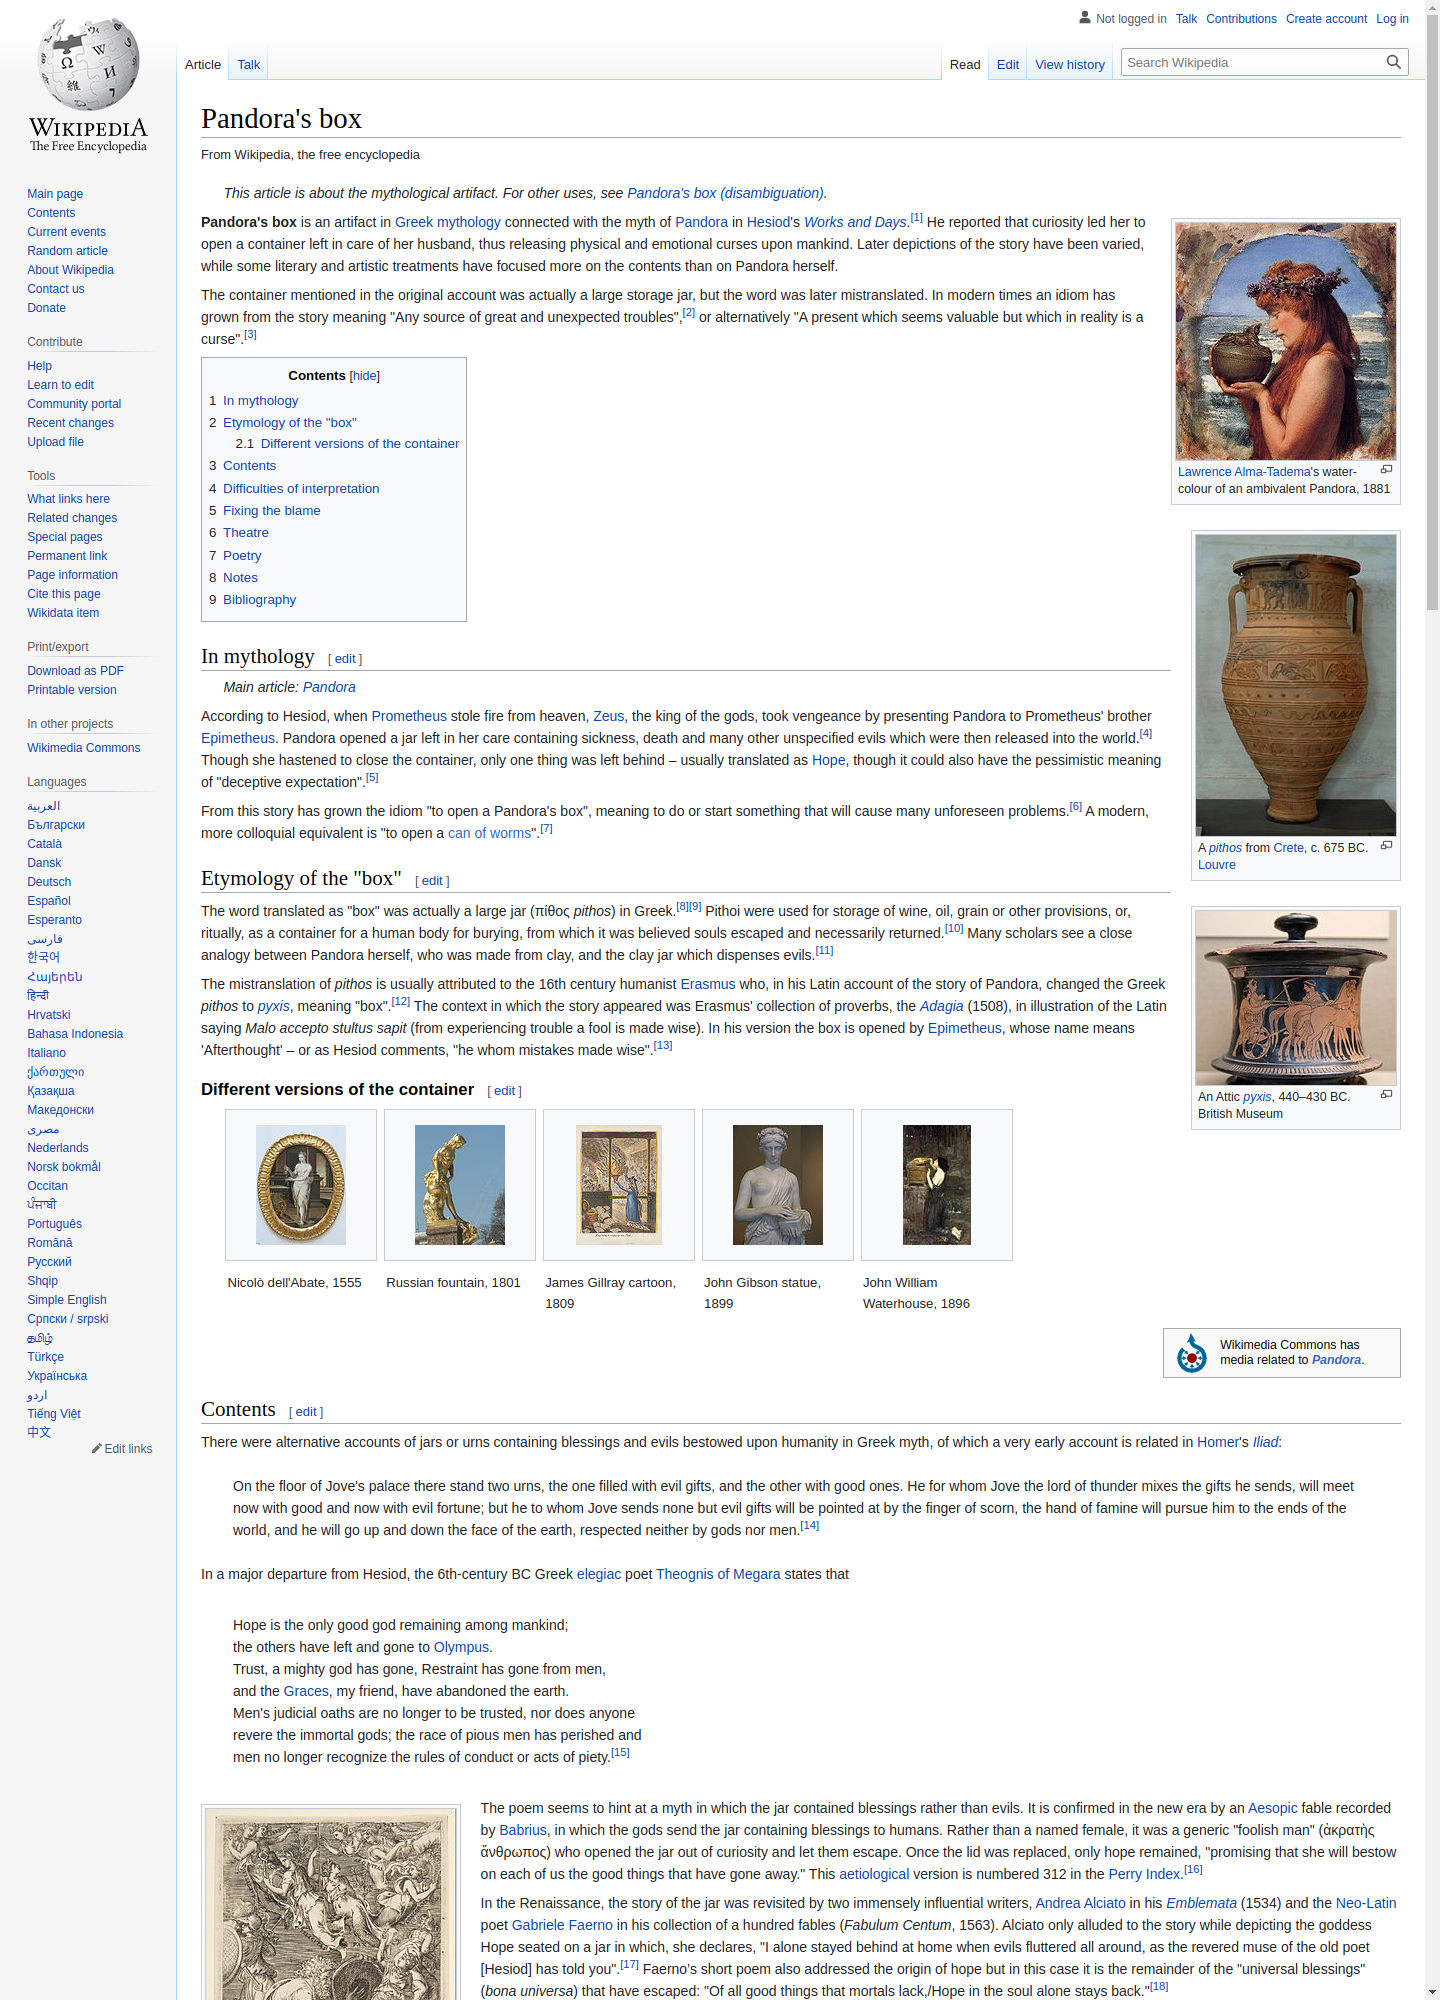 Not logged in Talk Contributions Create account Log in
Article Talk Read Edit View history Search Wikipedia
WIKIPEDIA
The Free Encyclopedia
Main page
Contents
Current events
Random article
About Wikipedia
Contact us
Donate
Contribute
Help
Learn to edit
Community portal
Recent changes
Upload file
Tools
What links here
Related changes
Special pages
Permanent link
Page information
Cite this page
Wikidata item
Print/export
Download as PDF
Printable version
In other projects
Wikimedia Commons
Languages
العربية
Български
Català
Dansk
Deutsch
Español
Esperanto
فارسی
한국어
Հայերեն
हिन्दी
Hrvatski
Bahasa Indonesia
Italiano
ქართული
Қазақша
Македонски
مصرى
Nederlands
Norsk bokmål
Occitan
ਪੰਜਾਬੀ
Português
Română
Русский
Shqip
Simple English
Српски / srpski
தமிழ்
Türkçe
Українська
اردو
Tiếng Việt
中文
Edit links
Pandora's box
From Wikipedia, the free encyclopedia
This article is about the mythological artifact. For other uses, see Pandora's box (disambiguation).
Pandora's box is an artifact in Greek mythology connected with the myth of Pandora in Hesiod's Works and Days.[1] He reported that curiosity led her to
open a container left in care of her husband, thus releasing physical and emotional curses upon mankind. Later depictions of the story have been varied,
while some literary and artistic treatments have focused more on the contents than on Pandora herself.
The container mentioned in the original account was actually a large storage jar, but the word was later mistranslated. In modern times an idiom has
grown from the story meaning "Any source of great and unexpected troubles",[2] or alternatively "A present which seems valuable but which in reality is a
curse".[3]
Lawrence Alma-Tadema's water-
colour of an ambivalent Pandora, 1881
Contents [hide]
1 In mythology
2 Etymology of the "box"
2.1 Different versions of the container
3 Contents
4 Difficulties of interpretation
5 Fixing the blame
6 Theatre
7 Poetry
8 Notes
9 Bibliography
A pithos from Crete, c. 675 BC.
Louvre
In mythology [ edit ]
Main article: Pandora
According to Hesiod, when Prometheus stole fire from heaven, Zeus, the king of the gods, took vengeance by presenting Pandora to Prometheus' brother
Epimetheus. Pandora opened a jar left in her care containing sickness, death and many other unspecified evils which were then released into the world.[4]
Though she hastened to close the container, only one thing was left behind – usually translated as Hope, though it could also have the pessimistic meaning
of "deceptive expectation".[5]
From this story has grown the idiom "to open a Pandora's box", meaning to do or start something that will cause many unforeseen problems.[6] A modern,
more colloquial equivalent is "to open a can of worms".[7]
Etymology of the "box" [ edit ]
The word translated as "box" was actually a large jar (πίθος pithos) in Greek.[8][9] Pithoi were used for storage of wine, oil, grain or other provisions, or,
ritually, as a container for a human body for burying, from which it was believed souls escaped and necessarily returned.[10] Many scholars see a close
analogy between Pandora herself, who was made from clay, and the clay jar which dispenses evils.[11]
The mistranslation of pithos is usually attributed to the 16th century humanist Erasmus who, in his Latin account of the story of Pandora, changed the Greek
pithos to pyxis, meaning "box".[12] The context in which the story appeared was Erasmus' collection of proverbs, the Adagia (1508), in illustration of the Latin
saying Malo accepto stultus sapit (from experiencing trouble a fool is made wise). In his version the box is opened by Epimetheus, whose name means
'Afterthought' – or as Hesiod comments, "he whom mistakes made wise".[13]
An Attic pyxis, 440–430 BC.
British Museum
Different versions of the container [ edit ]
Nicolò dell'Abate, 1555
Russian fountain, 1801
James Gillray cartoon,
1809
John Gibson statue,
1899
John William
Waterhouse, 1896
Wikimedia Commons has
media related to Pandora.
Contents [ edit ]
There were alternative accounts of jars or urns containing blessings and evils bestowed upon humanity in Greek myth, of which a very early account is related in Homer's Iliad:
On the floor of Jove's palace there stand two urns, the one filled with evil gifts, and the other with good ones. He for whom Jove the lord of thunder mixes the gifts he sends, will meet
now with good and now with evil fortune; but he to whom Jove sends none but evil gifts will be pointed at by the finger of scorn, the hand of famine will pursue him to the ends of the
world, and he will go up and down the face of the earth, respected neither by gods nor men.[14]
In a major departure from Hesiod, the 6th-century BC Greek elegiac poet Theognis of Megara states that
Hope is the only good god remaining among mankind;
the others have left and gone to Olympus.
Trust, a mighty god has gone, Restraint has gone from men,
and the Graces, my friend, have abandoned the earth.
Men's judicial oaths are no longer to be trusted, nor does anyone
revere the immortal gods; the race of pious men has perished and
men no longer recognize the rules of conduct or acts of piety.[15]
The poem seems to hint at a myth in which the jar contained blessings rather than evils. It is confirmed in the new era by an Aesopic fable recorded
by Babrius, in which the gods send the jar containing blessings to humans. Rather than a named female, it was a generic "foolish man" (ἀκρατὴς
ἄνθρωπος) who opened the jar out of curiosity and let them escape. Once the lid was replaced, only hope remained, "promising that she will bestow
on each of us the good things that have gone away." This aetiological version is numbered 312 in the Perry Index.[16]
In the Renaissance, the story of the jar was revisited by two immensely influential writers, Andrea Alciato in his Emblemata (1534) and the Neo-Latin
poet Gabriele Faerno in his collection of a hundred fables (Fabulum Centum, 1563). Alciato only alluded to the story while depicting the goddess
Hope seated on a jar in which, she declares, "I alone stayed behind at home when evils fluttered all around, as the revered muse of the old poet
[Hesiod] has told you".[17] Faerno's short poem also addressed the origin of hope but in this case it is the remainder of the "universal blessings"
(bona universa) that have escaped: "Of all good things that mortals lack,/Hope in the soul alone stays back."[18]